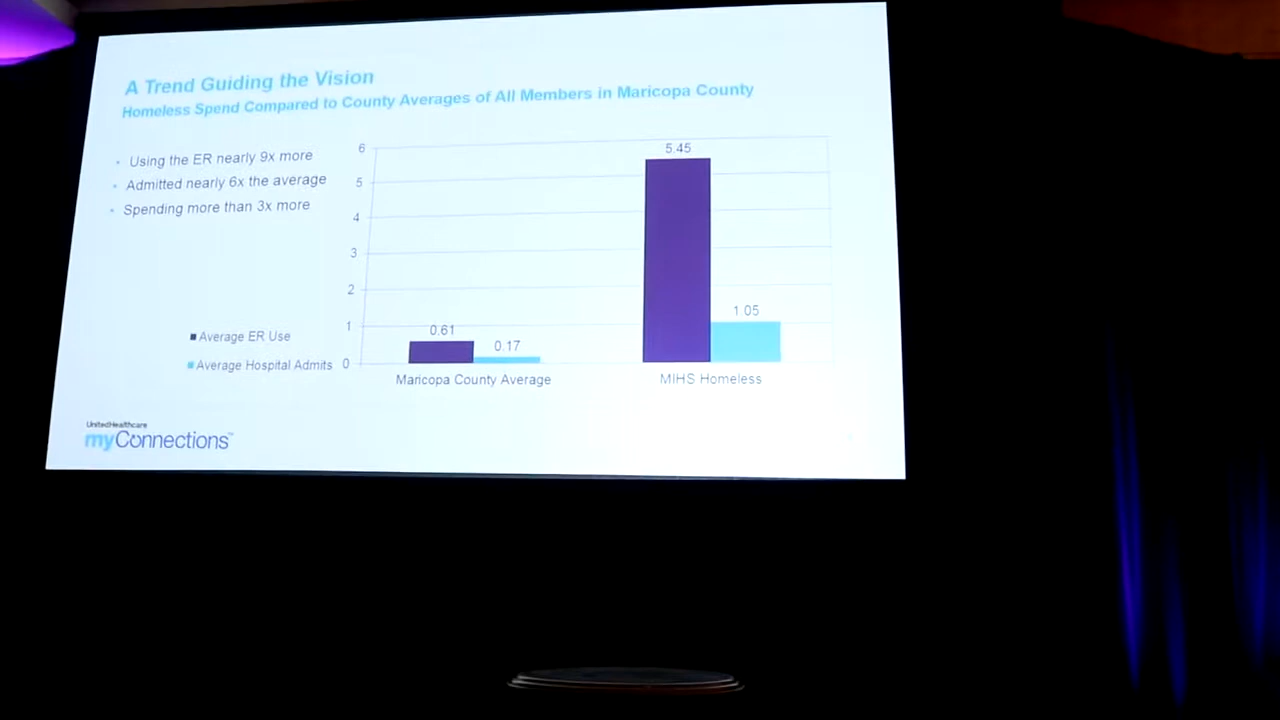 A Trend Guiding the Vision
Homeless Spend Compared to County Averages of All Members in Maricopa County
• Using the ER nearly 9x more
• Admitted nearly 6x the average
• Spending more than 3x more
6
5
4
3
2
1
0
5.45
1.05
0.61
0.17
Average ER Use
Average Hospital Admits
Maricopa County Average
MIHS Homeless
UnitedHealthcare
myConnections™